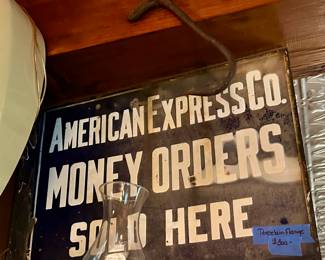 AMERICAN EXPRESS CO.
MONEY ORDERS
SOLD HERE
Porcelain Flange